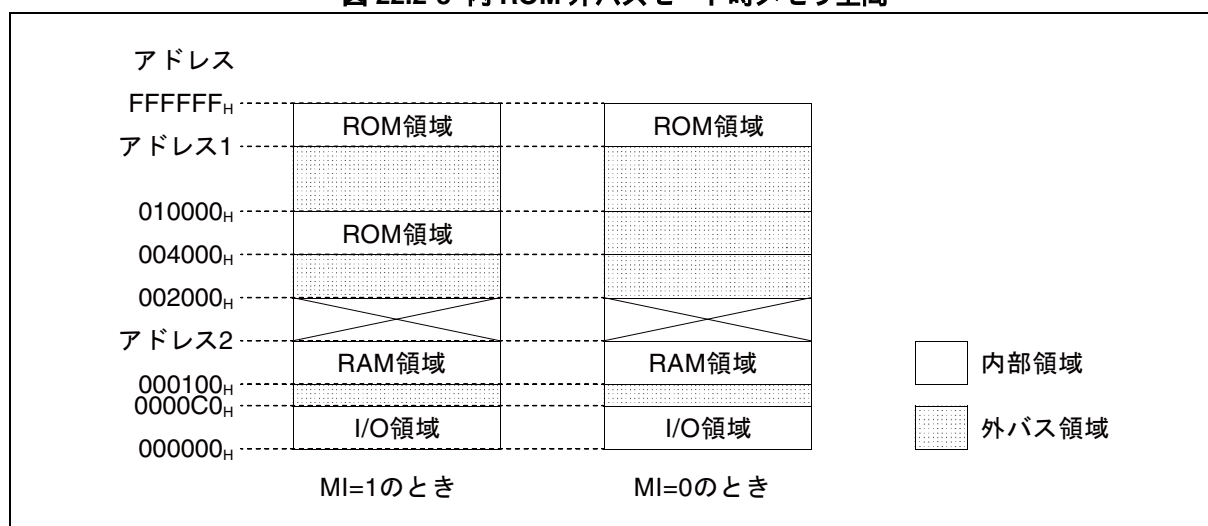 アドレス
FFFFFFH
ROM領域
ROM領域
アドレス1
010000H
ROM領域
004000H
002000H
アドレス2
RAM領域
RAM領域
内部領域
000100H
0000C0H
I/O領域
I/O領域
外バス領域
000000H
MI=1のとき
MI=0のとき